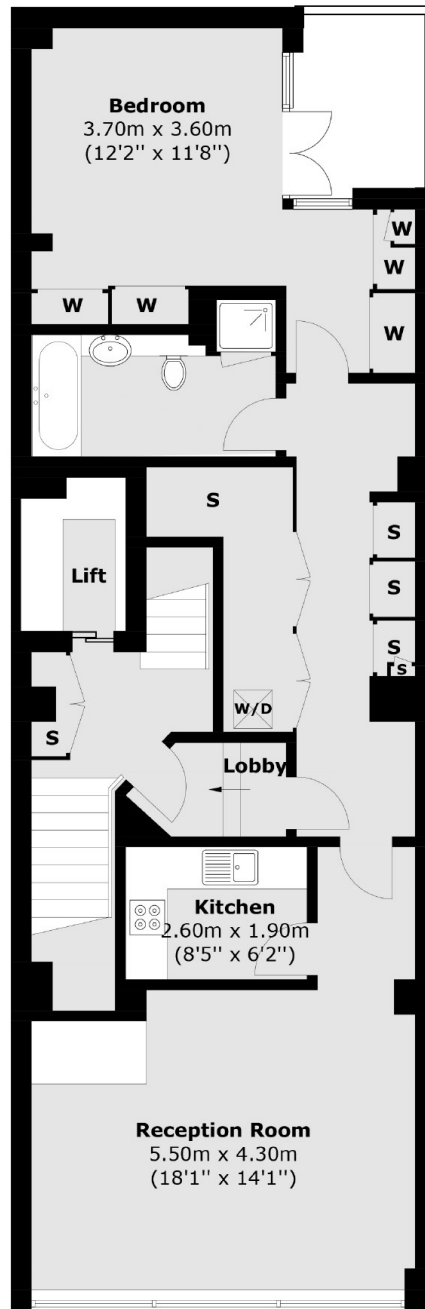 Bedroom
3.70m x 3.60m
(12'2'' x 11'8'')
W
W
W
W
W
S
S
S
Lift
S
S
W/D
S
Lobby
Kitchen
2.60m x 1.90m
(8'5'' x 6'2'')
Reception Room
5.50m x 4.30m
(18'1'' x 14'1'')